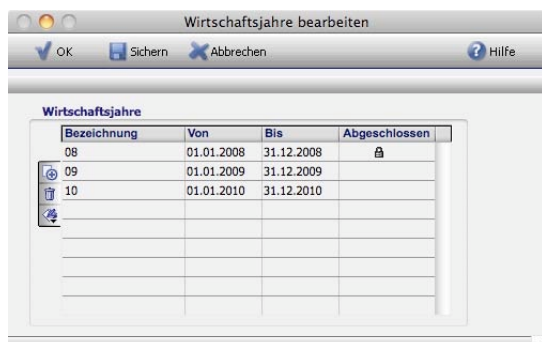 Wirtschaftsjahre bearbeiten
OK Sichern Abbrechen Hilfe
Wirtschaftsjahre
Bezeichnung Von Bis Abgeschlossen
08 01.01.2008 31.12.2008
09 01.01.2009 31.12.2009
10 01.01.2010 31.12.2010